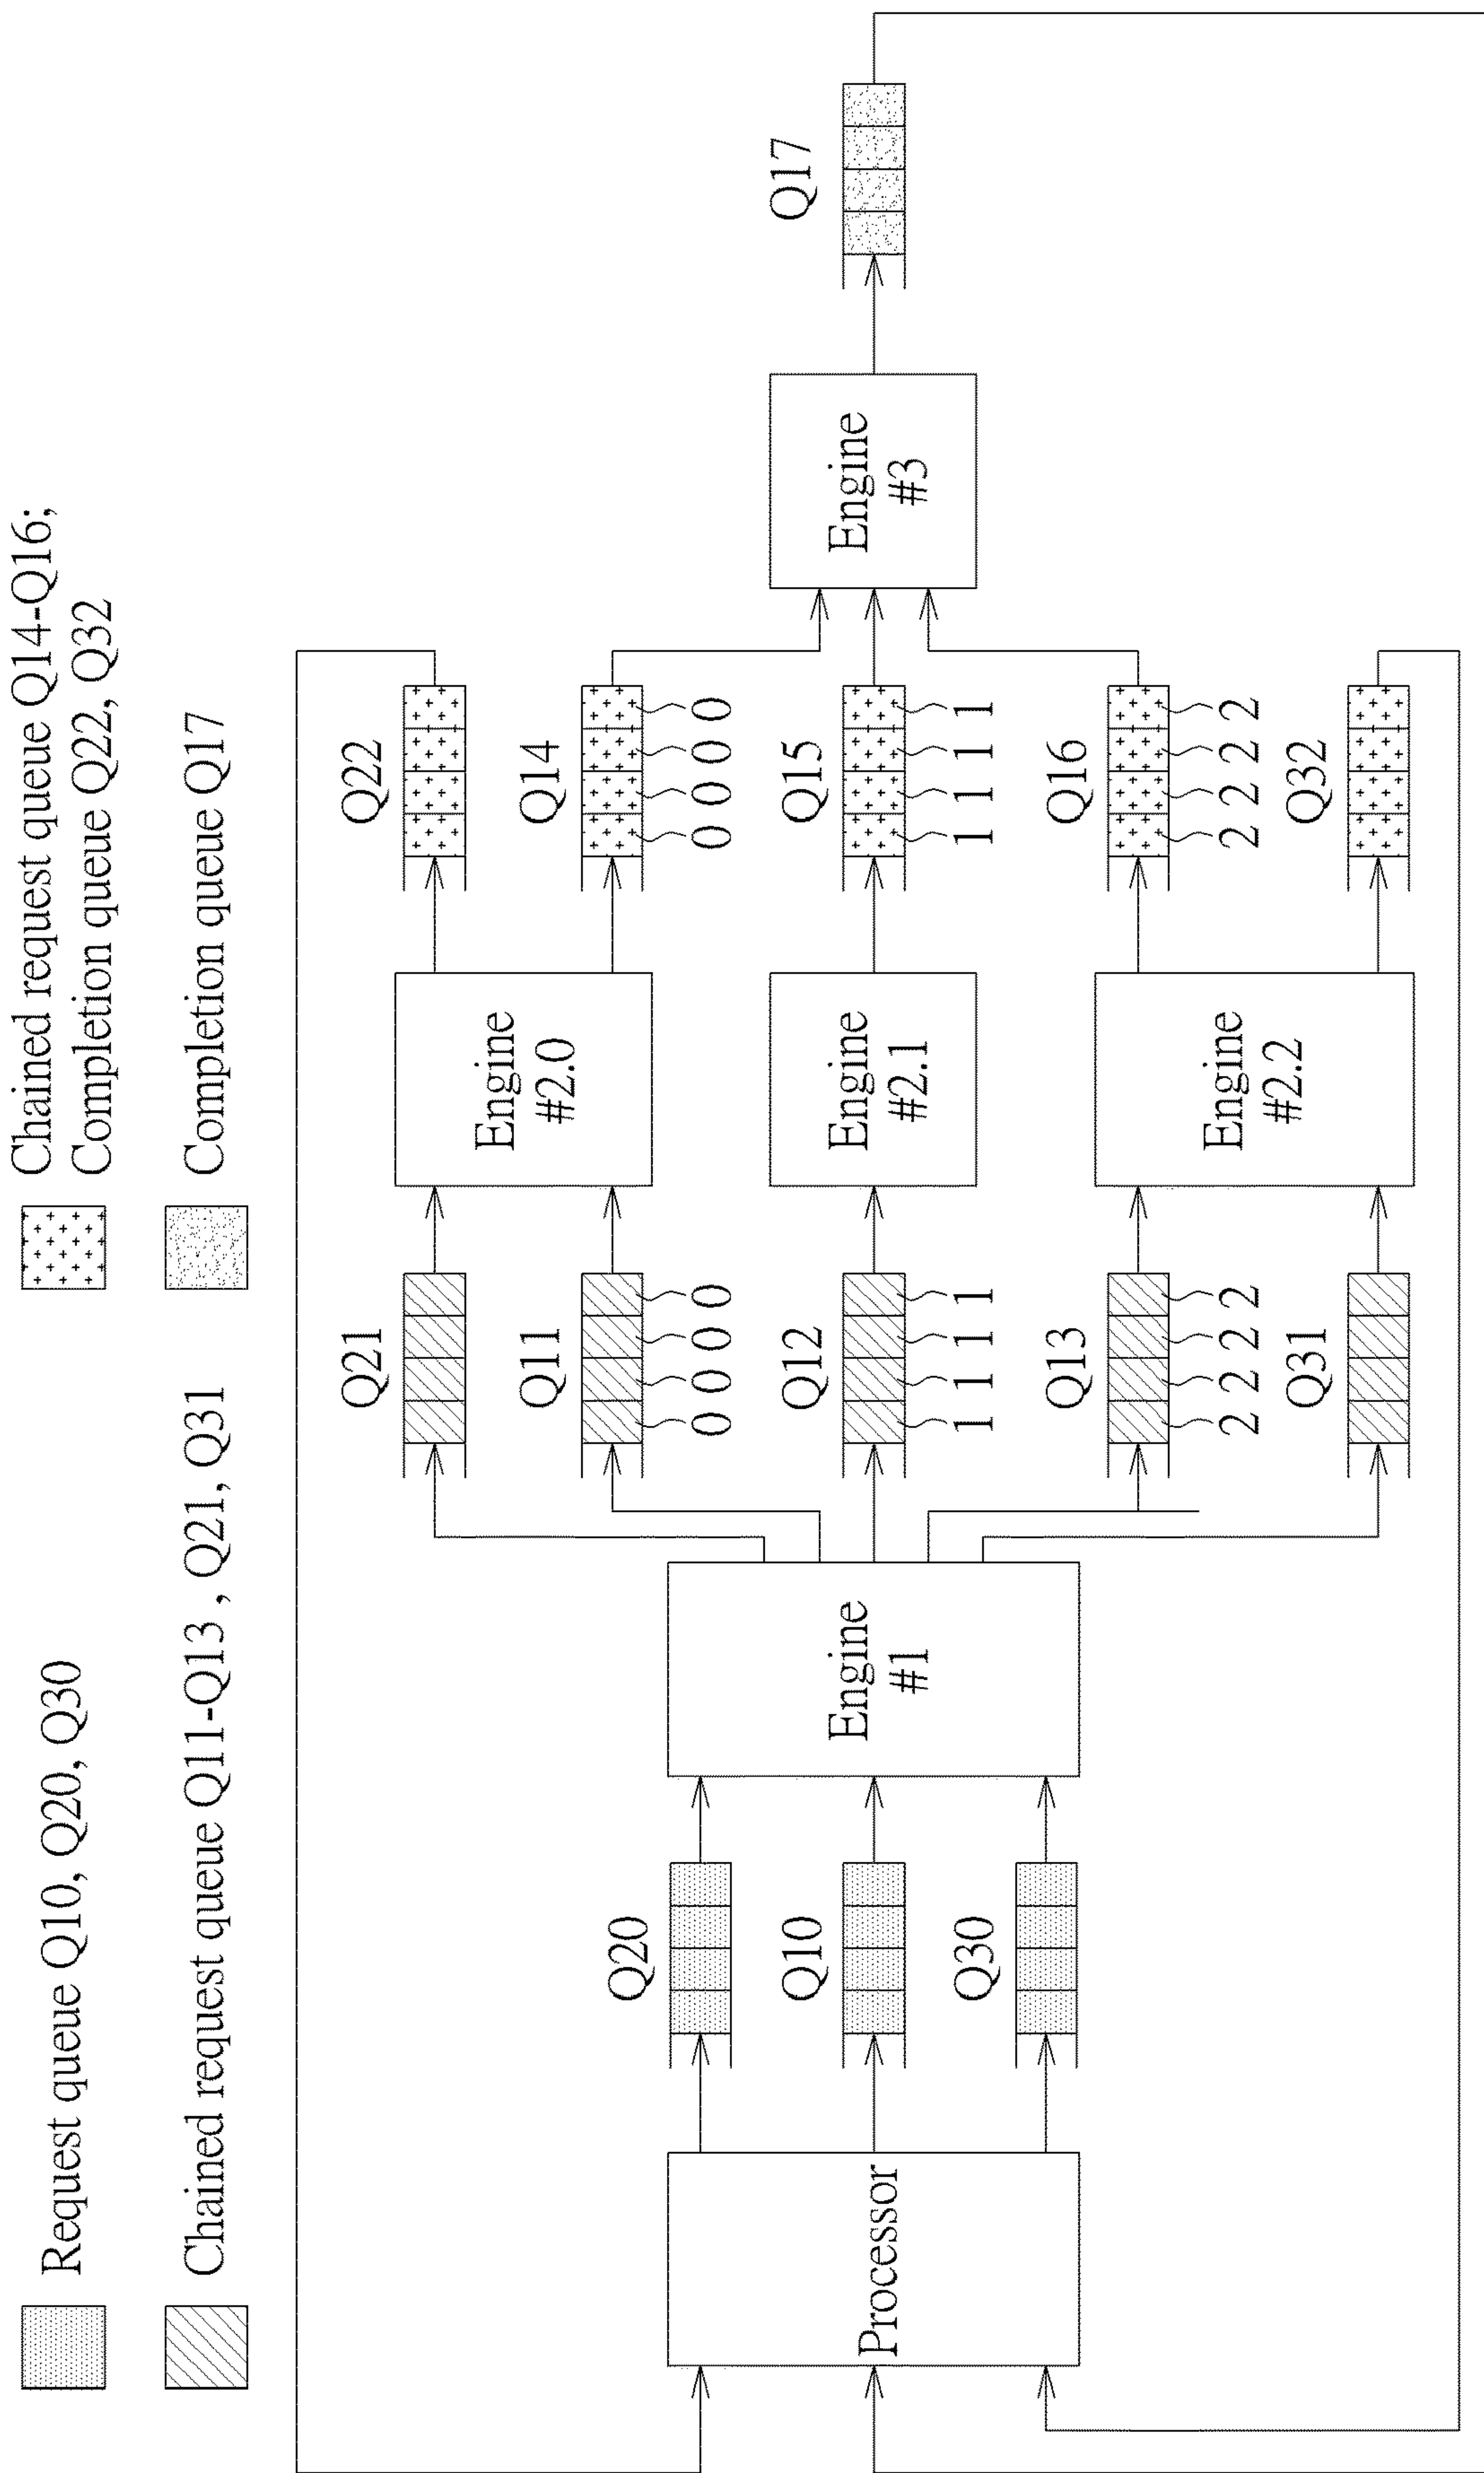 Request queue Q10, Q20, Q30
Chained request queue Q14-Q16;
Completion queue Q22, Q32
Chained request queue Q11-Q13 , Q21, Q31
Completion queue Q17
Processor
Q20
Q10
Q30
Engine
#1
Q21
Q11
0 0 0 0
Q12
1 1 1 1
Q13
2 2 2 2
Q31
Engine
#2.0
Engine
#2.1
Engine
#2.2
Q22
Q14
0 0 0 0
Q15
1 1 1 1
Q16
2 2 2 2
Q32
Engine
#3
Q17